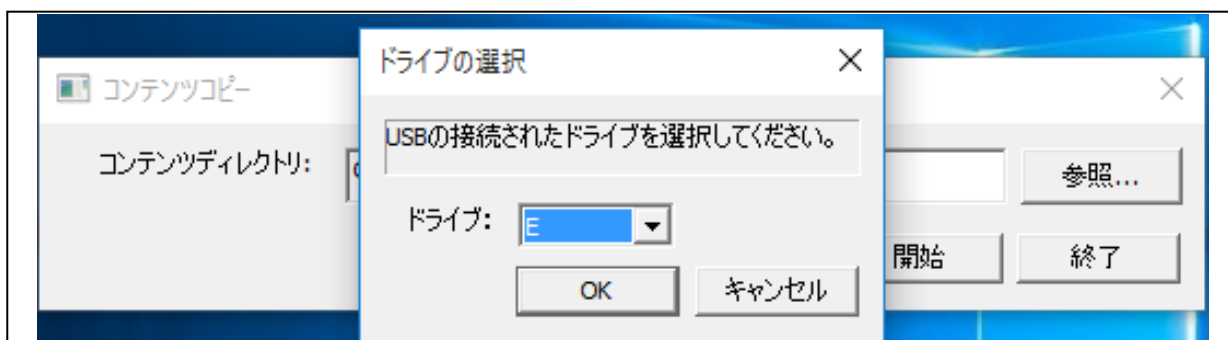 ドライブの選択
コンテンツコピー
USBの接続されたドライブを選択してください。
コンテンツディレクトリ:
参照...
ドライブ: E
開始
終了
OK
キャンセル